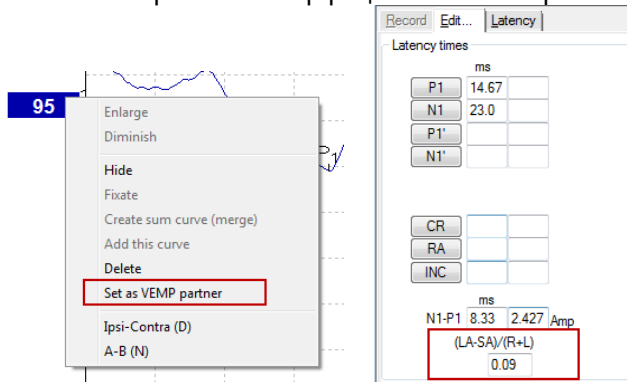 Record Edit... Latency
Latency times
ms
P1 14.67
N1 23.0
P1'
N1'
CR
RA
INC
ms
N1-P1 8.33 2.427 Amp
(LA-SA)/(R+L)
0.09
95
Enlarge
Diminish
Hide
Fixate
Create sum curve (merge)
Add this curve
Delete
Set as VEMP partner
Ipsi-Contra (D)
A-B (N)
P1